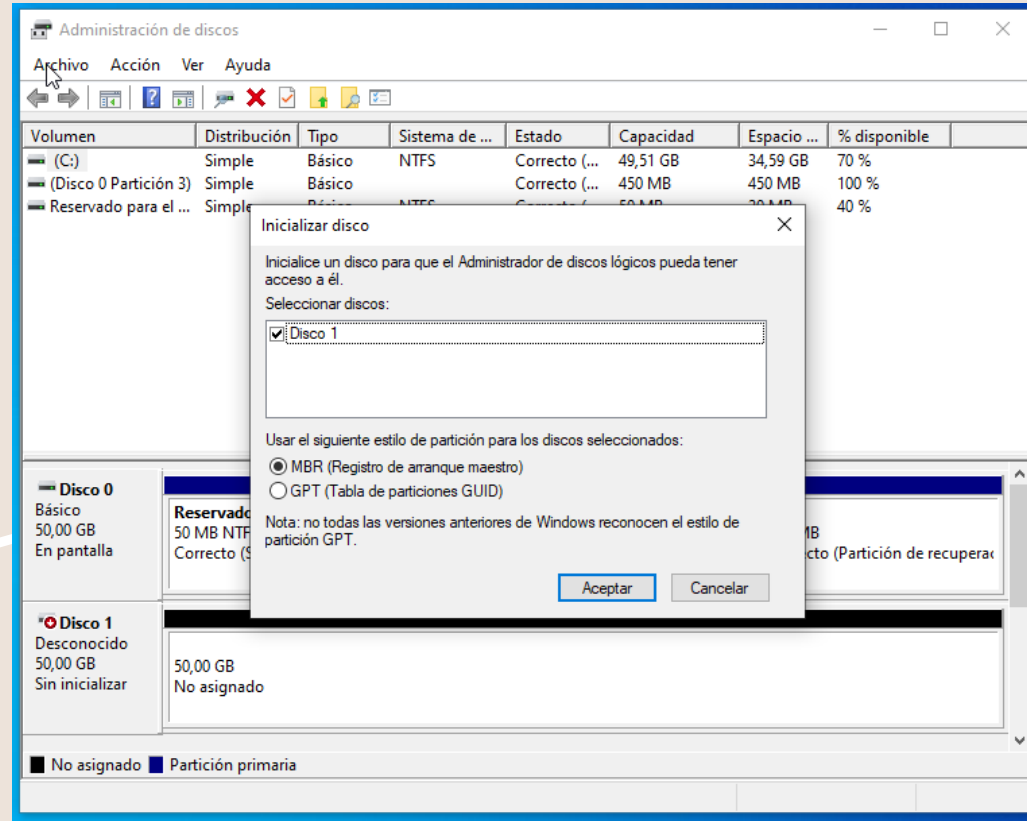 Administración de discos
Archivo Acción Ver Ayuda
Volumen Distribución Tipo Sistema de ... Estado Capacidad Espacio ... % disponible
(C:) Simple Básico NTFS Correcto (... 49,51 GB 34,59 GB 70 %
(Disco 0 Partición 3) Simple Básico Correcto (... 450 MB 450 MB 100 %
Reservado para el ... Simple 40 %
Inicializar disco
Inicialice un disco para que el Administrador de discos lógicos pueda tener
acceso a él.
Seleccionar discos:
Disco 1
Usar el siguiente estilo de partición para los discos seleccionados:
MBR (Registro de arranque maestro)
GPT (Tabla de particiones GUID)
Nota: no todas las versiones anteriores de Windows reconocen el estilo de
partición GPT.
Aceptar Cancelar
Disco 0
Básico
50,00 GB
En pantalla
Reservado
50 MB NTF
Correcto (S
(Partición de recuperac
Disco 1
Desconocido
50,00 GB
Sin inicializar
50,00 GB
No asignado
No asignado Partición primaria